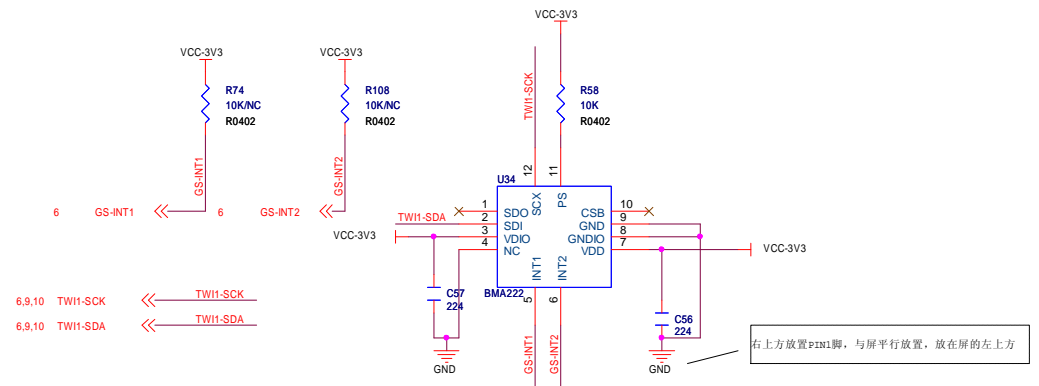 VCC-3V3
VCC-3V3
VCC-3V3
R74
10K/NC
R0402
R108
10K/NC
R0402
R58
10K
R0402
TWI1-SCK
GS-INT1
GS-INT2
6 GS-INT1
6 GS-INT2
U34
12
11
SCX
PS
1 SDO
2 SDI
3 VDIO
4 NC
CSB 10
GND 9
GNDIO 8
VDD 7
INT1
INT2
5
6
BMA222
TWI1-SDA
VCC-3V3
VCC-3V3
C57
224
C56
224
GND
GND
GS-INT1
GS-INT2
6,9,10 TWI1-SCK
TWI1-SCK
6,9,10 TWI1-SDA
TWI1-SDA
右上方放置PIN1脚，与屏平行放置，放在屏的左上方